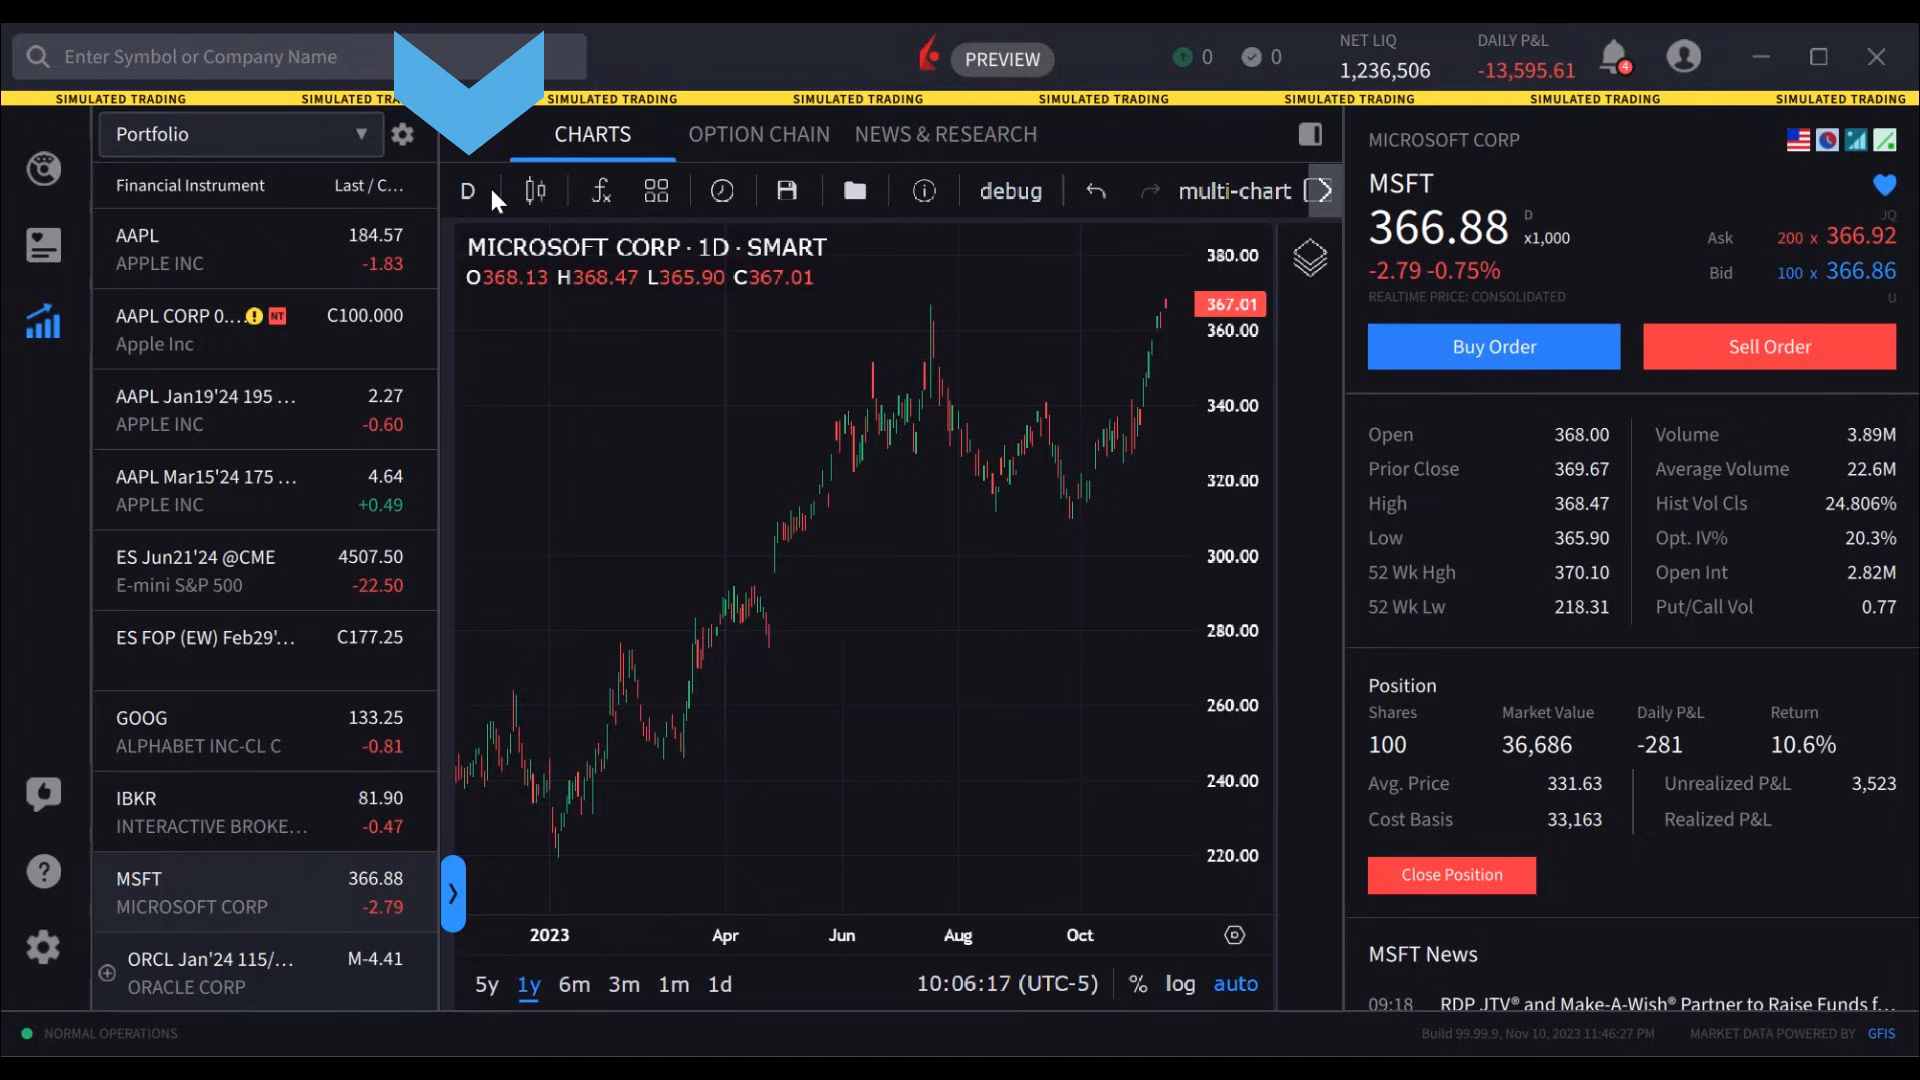 Enter Symbol or Company Name
PREVIEW
0
0
NET LIQ
1,236,506
DAILY P&L
-13,595.61
4
SIMULATED TRADING SIMULATED TRA SIMULATED TRADING SIMULATED TRADING SIMULATED TRADING SIMULATED TRADING SIMULATED TRADING SIMULATED TRADING
Portfolio
Financial Instrument Last / C...
AAPL 184.57
APPLE INC -1.83
AAPL CORP 0.... ! NT C100.000
Apple Inc
AAPL Jan19'24 195 ... 2.27
APPLE INC -0.60
AAPL Mar15'24 175 ... 4.64
APPLE INC +0.49
ES Jun21'24 @CME 4507.50
E-mini S&P 500 -22.50
ES FOP (EW) Feb29'... C177.25
GOOG 133.25
ALPHABET INC-CL C -0.81
IBKR 81.90
INTERACTIVE BROKE... -0.47
MSFT 366.88
MICROSOFT CORP -2.79
ORCL Jan'24 115/... M-4.41
ORACLE CORP
CHARTS OPTION CHAIN NEWS & RESEARCH
D debug multi-chart
MICROSOFT CORP · 1D · SMART
O368.13 H368.47 L365.90 C367.01
380.00
367.01
360.00
340.00
320.00
300.00
280.00
260.00
240.00
220.00
2023 Apr Jun Aug Oct
5y 1y 6m 3m 1m 1d 10:06:17 (UTC-5) % log auto
MICROSOFT CORP
MSFT
366.88 D x1,000
-2.79 -0.75%
REALTIME PRICE: CONSOLIDATED
JQ
Ask 200 x 366.92
Bid 100 x 366.86
U
Buy Order Sell Order
Open 368.00 Volume 3.89M
Prior Close 369.67 Average Volume 22.6M
High 368.47 Hist Vol Cls 24.806%
Low 365.90 Opt. IV% 20.3%
52 Wk Hgh 370.10 Open Int 2.82M
52 Wk Lw 218.31 Put/Call Vol 0.77
Position
Shares Market Value Daily P&L Return
100 36,686 -281 10.6%
Avg. Price 331.63 Unrealized P&L 3,523
Cost Basis 33,163 Realized P&L
Close Position
MSFT News
09:18 RDP JTV® and Make-A-Wish® Partner to Raise Funds f...
NORMAL OPERATIONS
Build 99.99.9, Nov 10, 2023 11:46:27 PM MARKET DATA POWERED BY GFIS